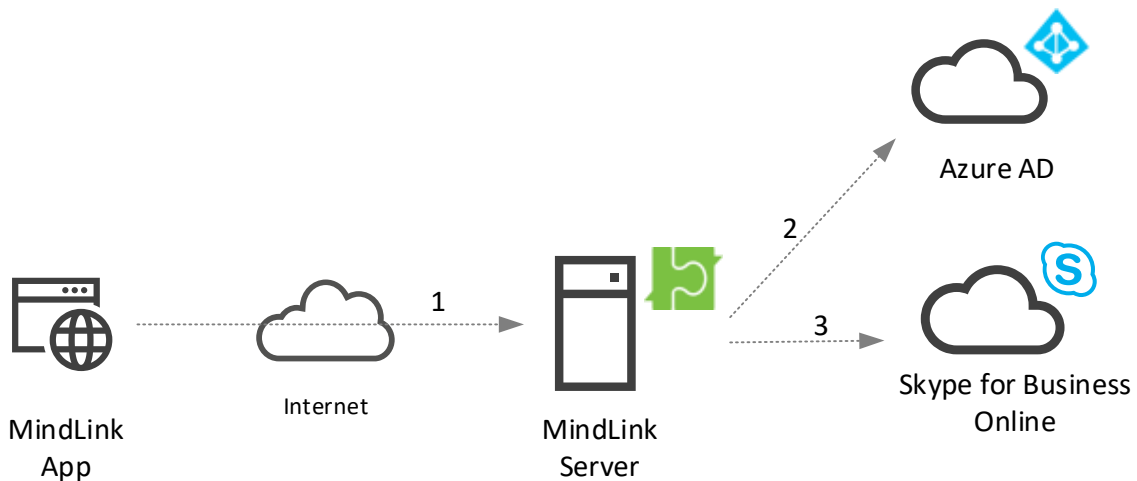 Azure AD
2
1
3
Internet
Skype for Business
Online
MindLink
App
MindLink
Server